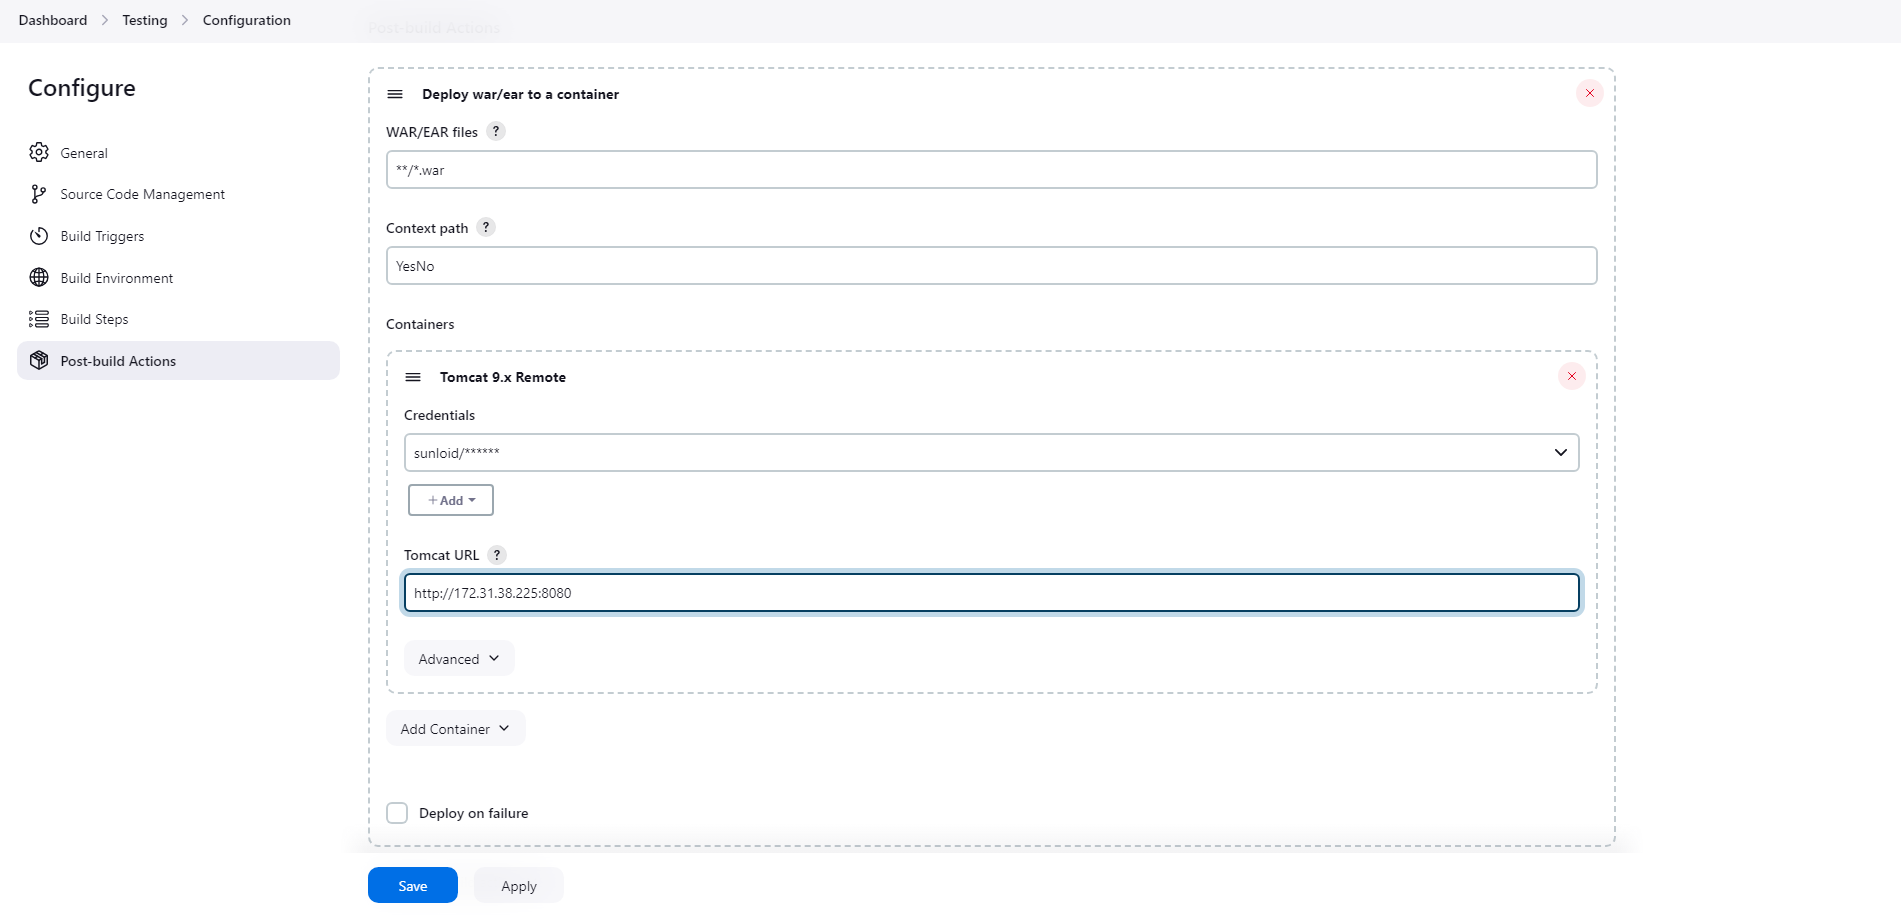 Dashboard > Testing > Configuration
Post-build Actions
Configure
General
Source Code Management
Build Triggers
Build Environment
Build Steps
Post-build Actions
Deploy war/ear to a container
WAR/EAR files ?
**/*.war
Context path ?
YesNo
Containers
Tomcat 9.x Remote
Credentials
sunloid/******
+ Add
Tomcat URL ?
http://172.31.38.225:8080
Advanced
Add Container
Deploy on failure
Save Apply